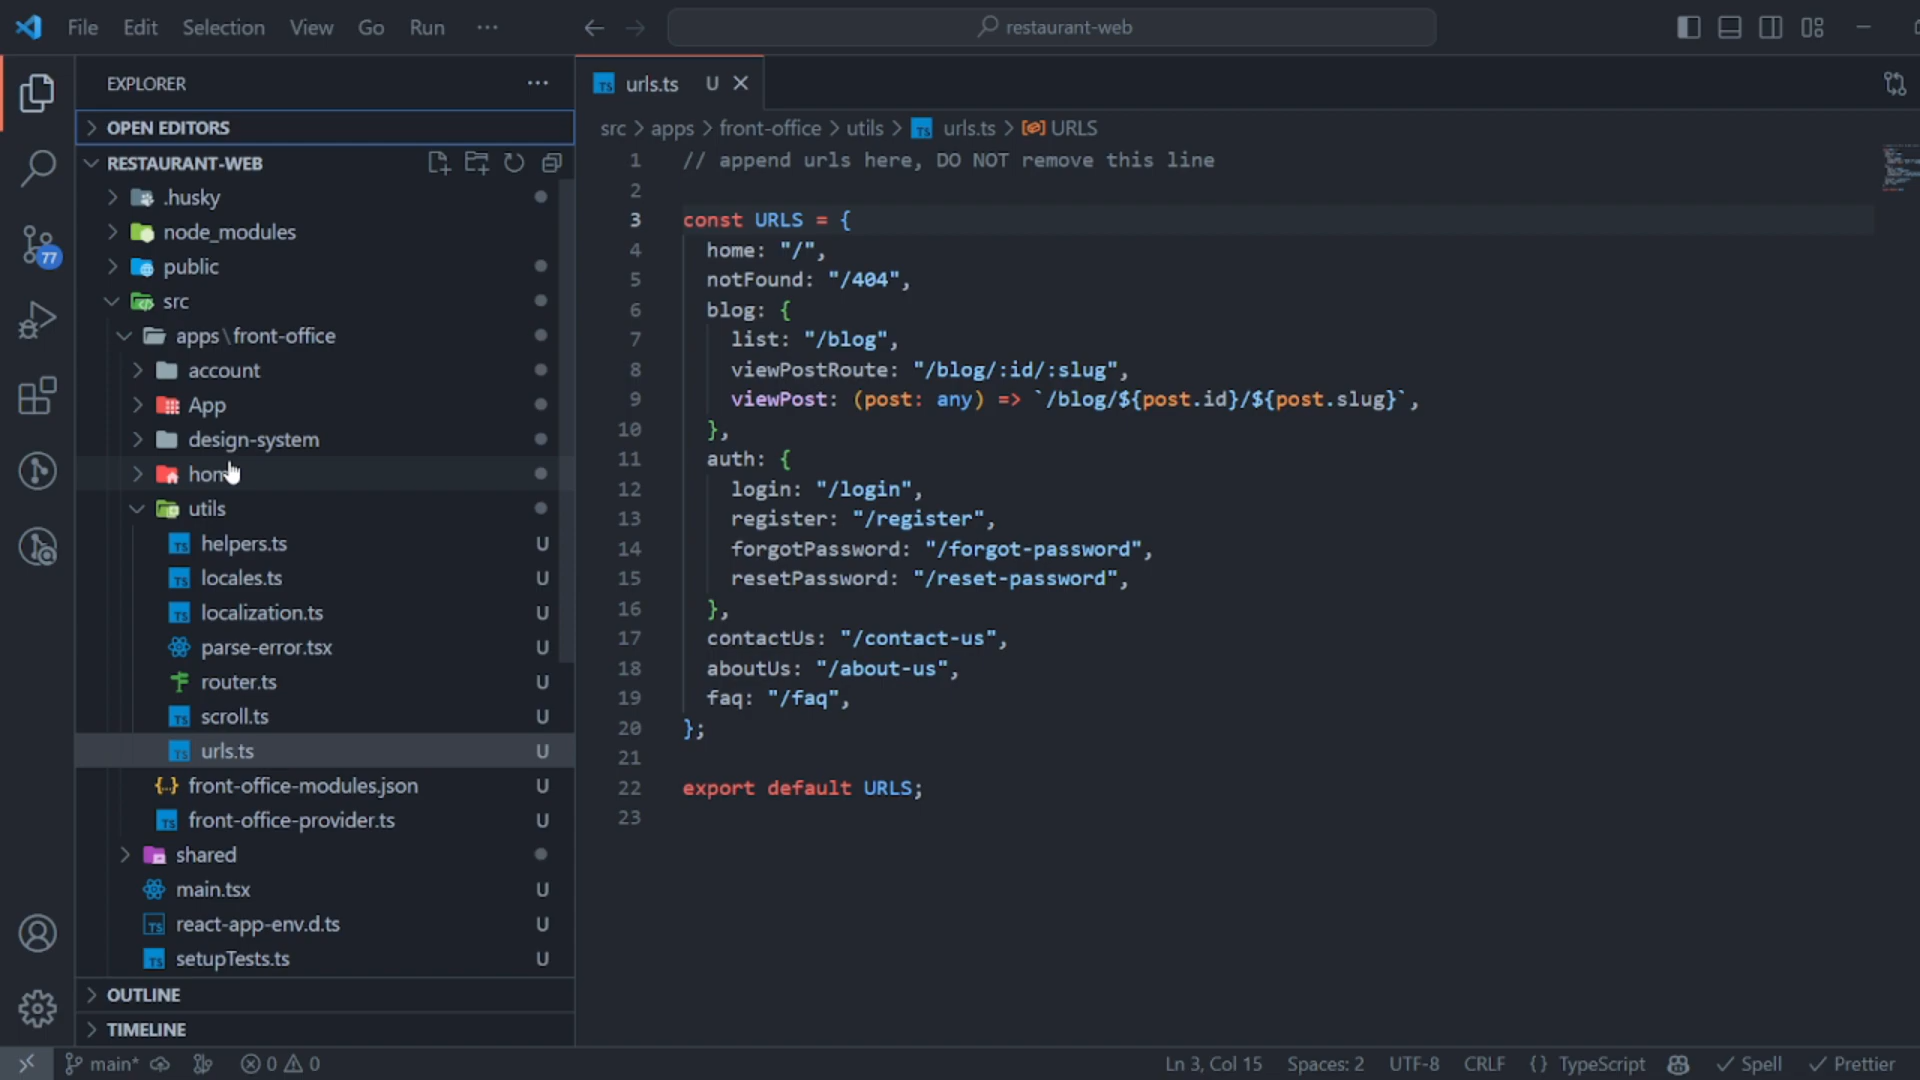 File Edit Selection View Go Run ···
restaurant-web
EXPLORER ···
OPEN EDITORS
RESTAURANT-WEB
.husky
node_modules
public
src
apps\front-office
account
App
design-system
hom
utils
helpers.ts U
locales.ts U
localization.ts U
parse-error.tsx U
router.ts U
scroll.ts U
urls.ts U
front-office-modules.json U
front-office-provider.ts U
shared
main.tsx U
react-app-env.d.ts U
setupTests.ts U
OUTLINE
TIMELINE
77
urls.ts U
src > apps > front-office > utils > TS urls.ts > URLS
1 // append urls here, DO NOT remove this line
2
3 const URLS = {
4 home: "/",
5 notFound: "/404",
6 blog: {
7 list: "/blog",
8 viewPostRoute: "/blog/:id/:slug",
9 viewPost: (post: any) => `/blog/${post.id}/${post.slug}`,
10 },
11 auth: {
12 login: "/login",
13 register: "/register",
14 forgotPassword: "/forgot-password",
15 resetPassword: "/reset-password",
16 },
17 contactUs: "/contact-us",
18 aboutUs: "/about-us",
19 faq: "/faq",
20 };
21
22 export default URLS;
23
main* 0 0 Ln 3, Col 15 Spaces: 2 UTF-8 CRLF {} TypeScript Spell Prettier